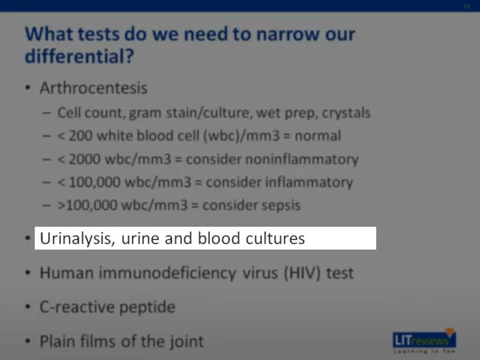 What tests do we need to narrow our
differential?
• Arthrocentesis
– Cell count, gram stain/culture, wet prep, crystals
– < 200 white blood cell (wbc)/mm3 = normal
– < 2000 wbc/mm3 = consider noninflammatory
– < 100,000 wbc/mm3 = consider inflammatory
– >100,000 wbc/mm3 = consider sepsis
• Urinalysis, urine and blood cultures
• Human immunodeficiency virus (HIV) test
• C-reactive peptide
• Plain films of the joint
LITreviews
Learning in Ten